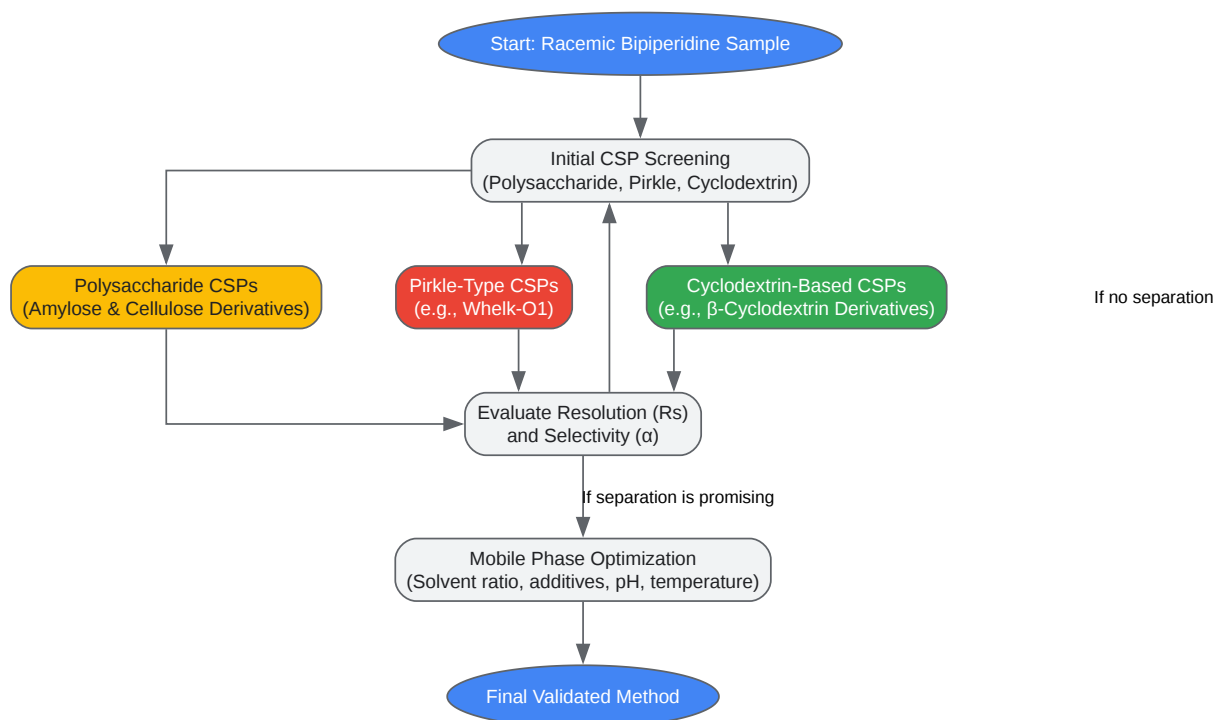 Start: Racemic Bipiperidine Sample
Initial CSP Screening
(Polysaccharide, Pirkle, Cyclodextrin)
Polysaccharide CSPs
(Amylose & Cellulose Derivatives)
Pirkle-Type CSPs
(e.g., Whelk-O1)
Cyclodextrin-Based CSPs
(e.g., β-Cyclodextrin Derivatives)
If no separation
Evaluate Resolution (Rs)
and Selectivity (α)
If separation is promising
Mobile Phase Optimization
(Solvent ratio, additives, pH, temperature)
Final Validated Method